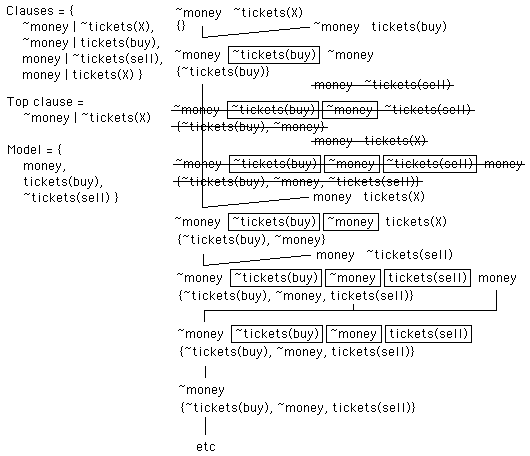 Clauses = {
~money | ~tickets(X),
~money | tickets(buy),
money | ~tickets(sell),
money | tickets(X) }
Top clause =
~money | ~tickets(X)
Model = {
money,
tickets(buy),
~tickets(sell) }
~money ~tickets(X)
{}
~money tickets(buy)
~money ~tickets(buy) ~money
{~tickets(buy)}
money ~tickets(sell)
~money ~tickets(buy) ~money ~tickets(sell)
{~tickets(buy), ~money}
money tickets(X)
~money ~tickets(buy) ~money ~tickets(sell) money
{~tickets(buy), ~money, ~tickets(sell)}
money tickets(X)
~money ~tickets(buy) ~money tickets(X)
{~tickets(buy), ~money}
money ~tickets(sell)
~money ~tickets(buy) ~money tickets(sell) money
{~tickets(buy), ~money, tickets(sell)}
~money ~tickets(buy) ~money tickets(sell)
{~tickets(buy), ~money, tickets(sell)}
~money
{~tickets(buy), ~money, tickets(sell)}
etc